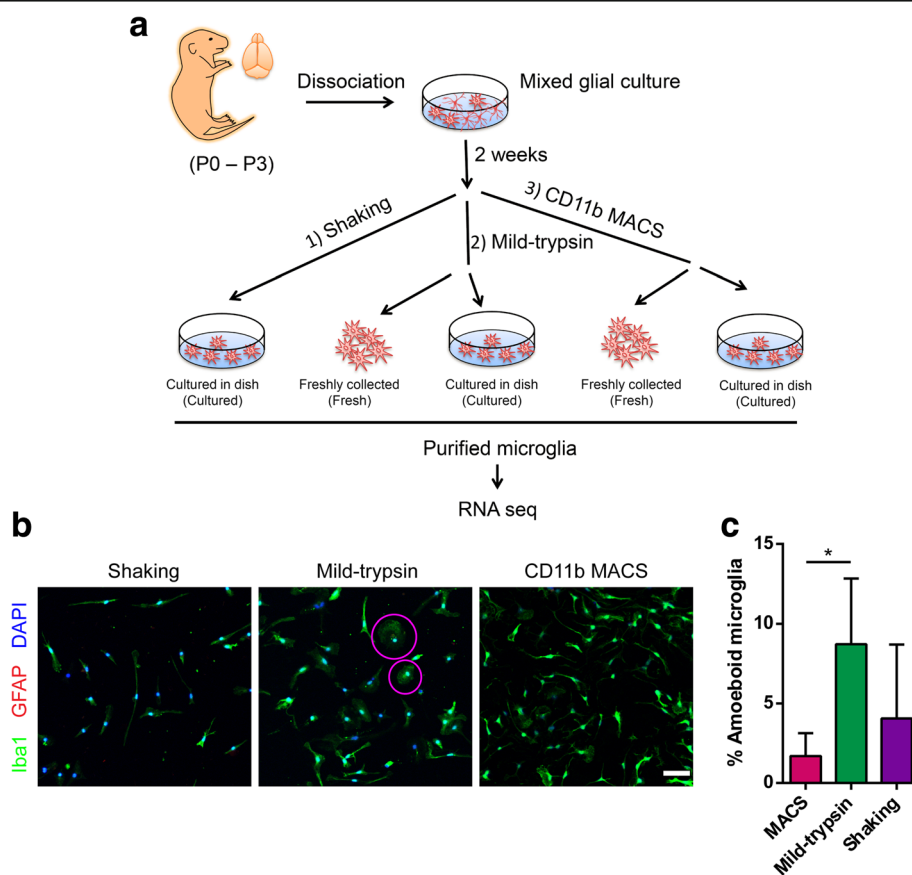 a
Dissociation
Mixed glial culture
(P0 – P3)
2 weeks
1) Shaking
2) Mild-trypsin
3) CD11b MACS
Cultured in dish
(Cultured)
Freshly collected
(Fresh)
Cultured in dish
(Cultured)
Freshly collected
(Fresh)
Cultured in dish
(Cultured)
Purified microglia
RNA seq
b
Shaking
Mild-trypsin
CD11b MACS
Iba1 GFAP DAPI
c
% Amoeboid microglia
15
10
5
0
*
MACS
Mild-trypsin
Shaking